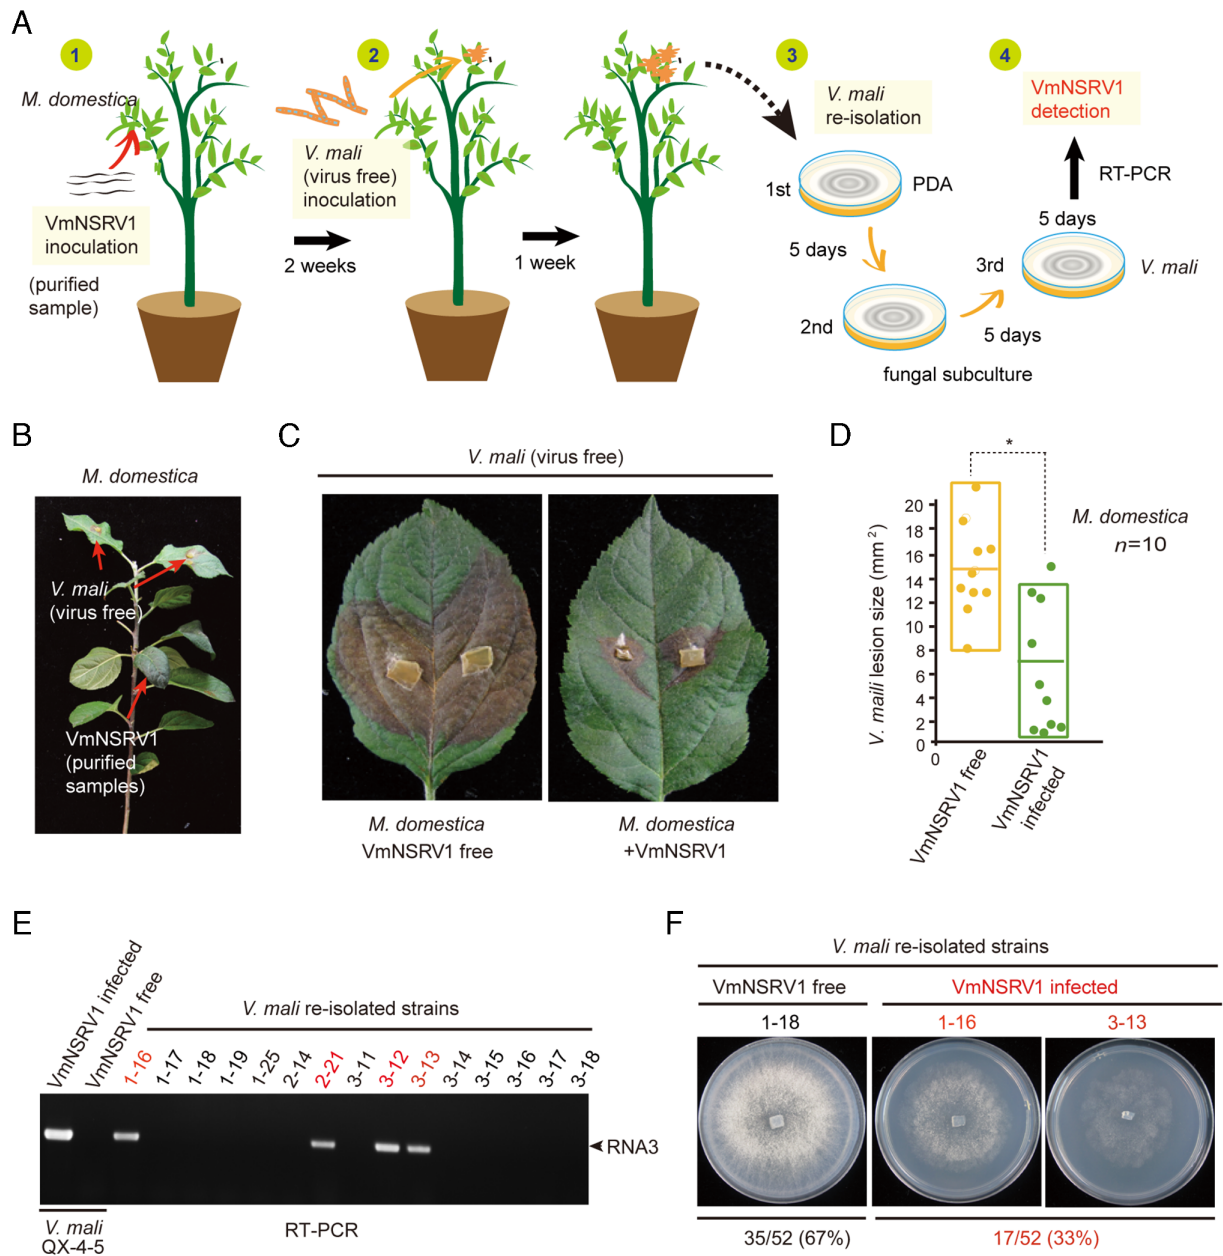 A
1
2
3
4
M. domestica
VmNSRV1
inoculation
(purified
sample)
2 weeks
V. mali
(virus free)
inoculation
1 week
V. mali
re-isolation
1st
PDA
5 days
2nd
5 days
3rd
5 days
V. mali
fungal subculture
RT-PCR
VmNSRV1
detection
B
M. domestica
V. mali
(virus free)
VmNSRV1
(purified
samples)
C
V. mali (virus free)
M. domestica
VmNSRV1 free
M. domestica
+VmNSRV1
D
*
M. domestica
n=10
V. maili lesion size (mm 2)
20
18
16
14
12
10
8
6
4
2
0
0
VmNSRV1 free
VmNSRV1
infected
E
VmNSRV1 infected
VmNSRV1 free
V. mali re-isolated strains
1-16
1-17
1-18
1-19
1-25
2-14
2-21
3-11
3-12
3-13
3-14
3-15
3-16
3-17
3-18
RNA3
V. mali
QX-4-5
RT-PCR
F
V. mali re-isolated strains
VmNSRV1 free
VmNSRV1 infected
1-18
1-16
3-13
35/52 (67%)
17/52 (33%)